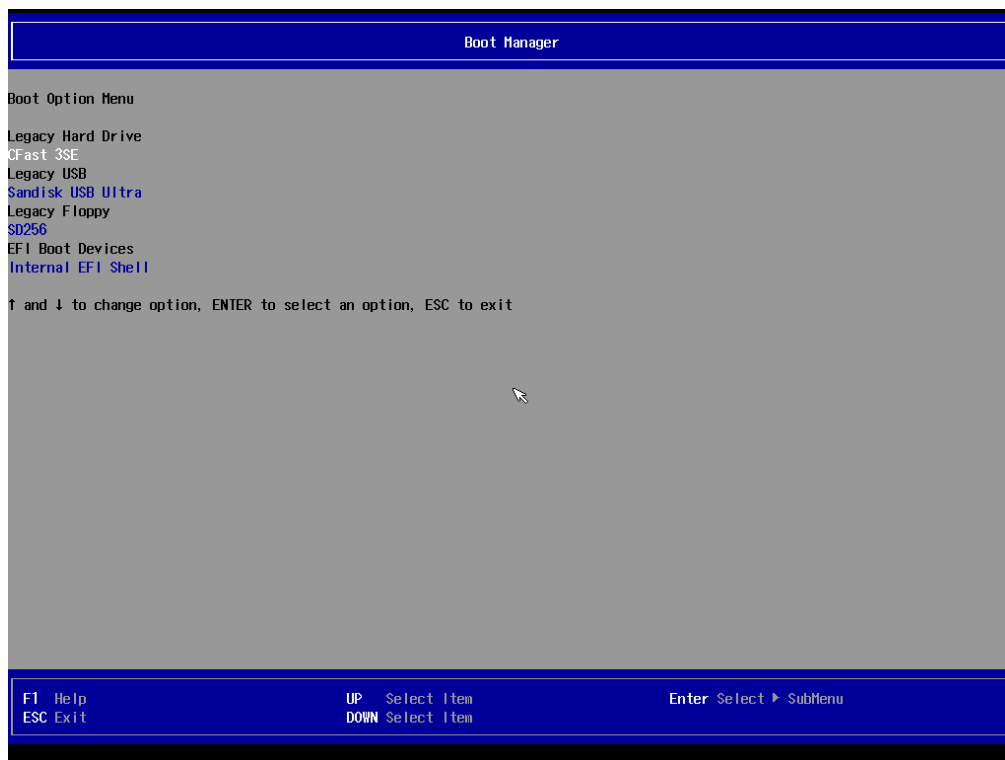 Boot Manager
Boot Option Menu
Legacy Hard Drive
CFast 3SE
Legacy USB
Sandisk USB Ultra
Legacy Floppy
SD256
EFI Boot Devices
Internal EFI Shell
↑ and ↓ to change option, ENTER to select an option, ESC to exit
F1 Help UP Select Item Enter Select ▶ SubMenu
ESC Exit DOWN Select Item